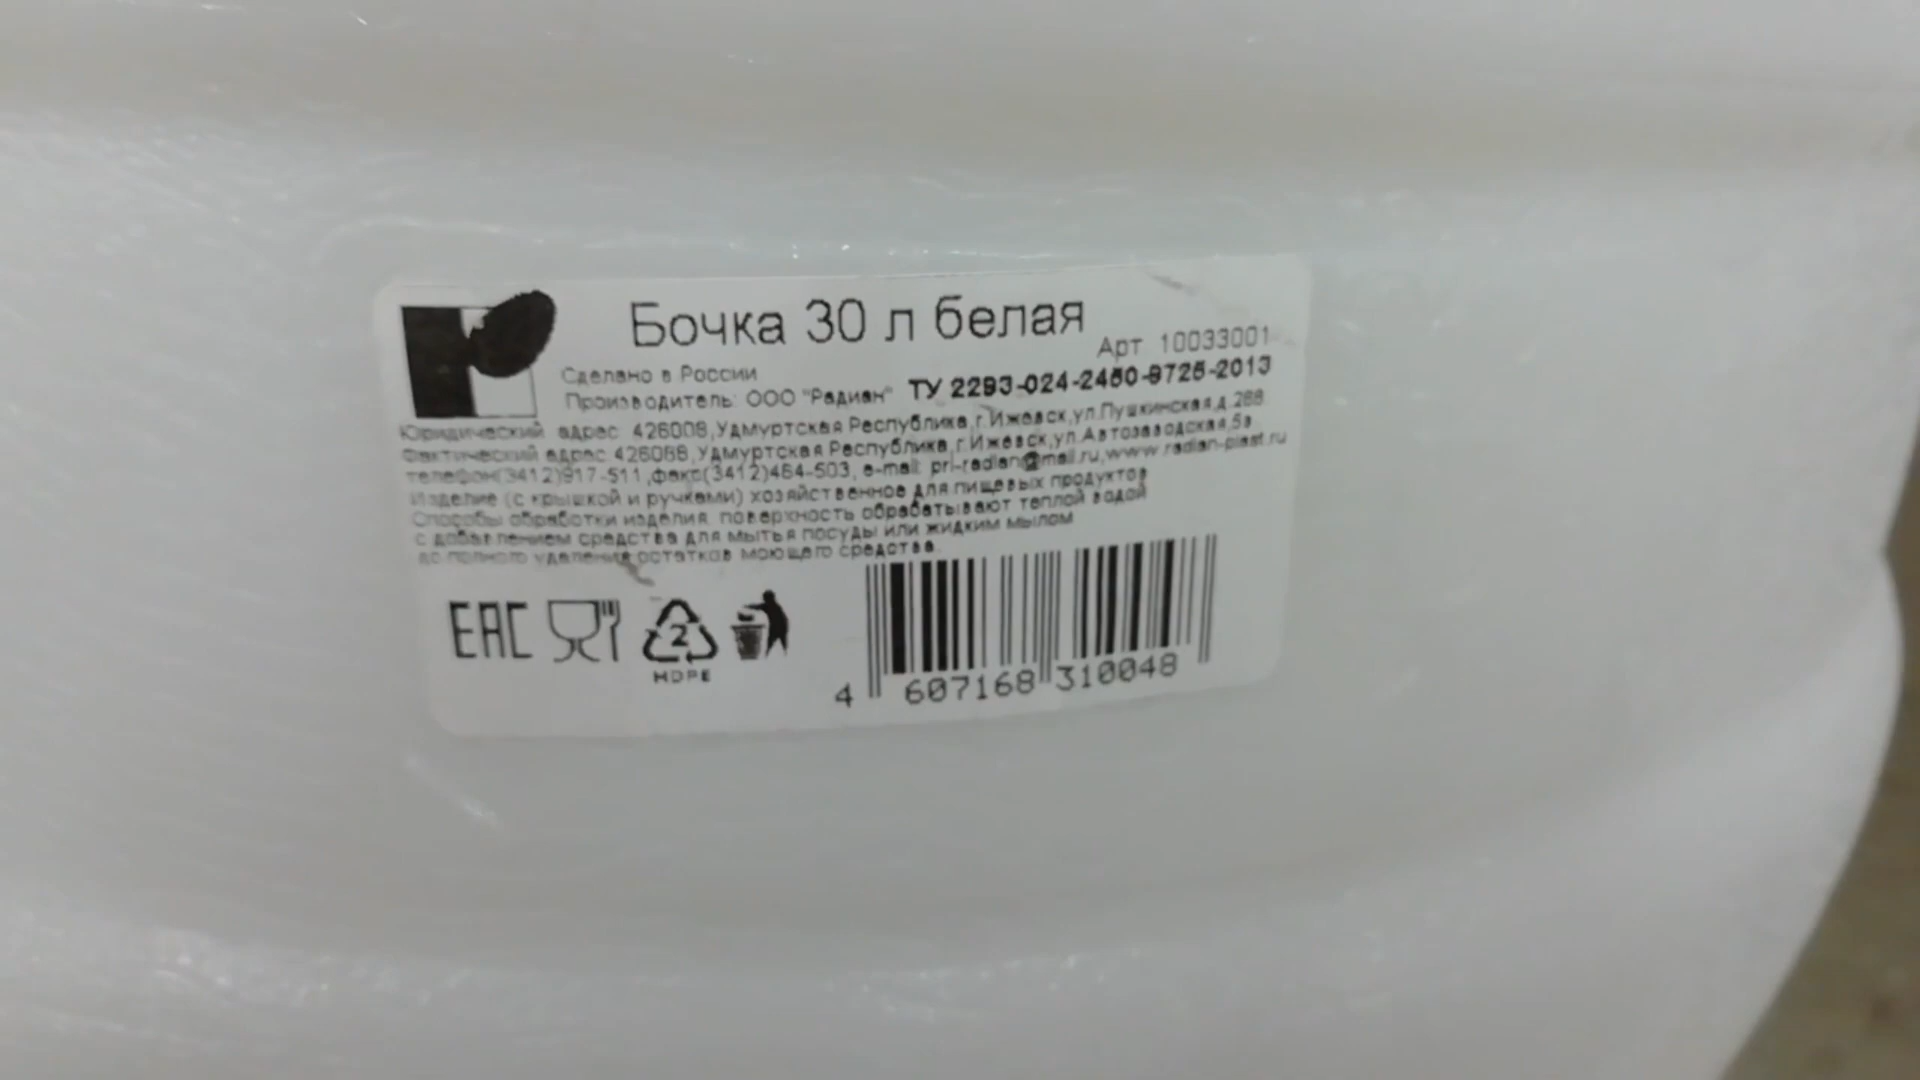 Бочка 30 л белая
Арт 10033001
Сделано в России
Производитель: ООО "Радиан" ТУ 2293-024-2460-9726-2013
Юридический адрес 426008,Удмуртская Республика,г.Ижевск,ул.Пушкинская,д.268
Фактический адрес 426068,Удмуртская Республика,г.Ижевск,ул.Автозаводская,5а
телефон(3412)917-511,факс(3412)464-503, e-mail: pri-radian@mail.ru,www radian-plast.ru
Изделие (с крышкой и ручками) хозяйственное для пищевых продуктов
Способы обработки изделия: поверхность обрабатывают теплой водой
с добавлением средства для мытья посуды или жидким мылом
до полного удаления остатков моющего средства.
EAC
2
HDPE
4 607168 310048